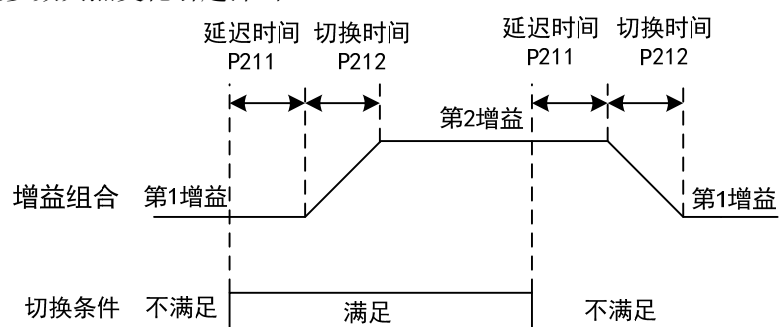 延迟时间 切换时间 延迟时间 切换时间
P211 P212 P211 P212
第2增益
增益组合 第1增益 第1增益
切换条件 不满足 满足 不满足